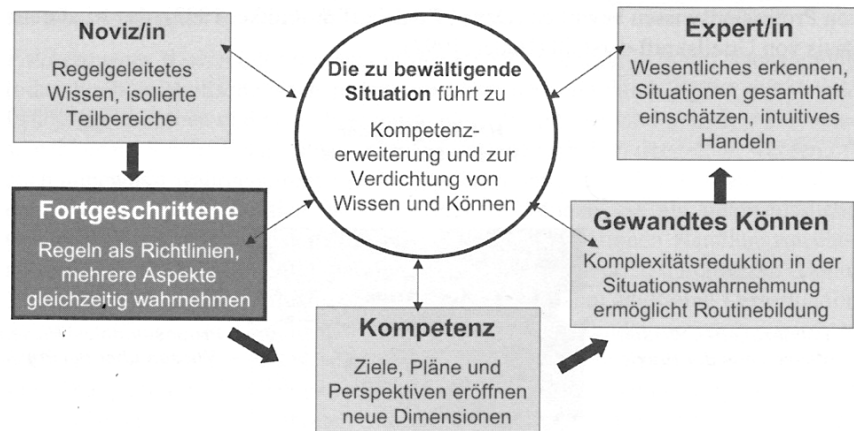 Noviz/in
Regelgeleitetes
Wissen, isolierte
Teilbereiche
Fortgeschrittene
Regeln als Richtlinien,
mehrere Aspekte
gleichzeitig wahrnehmen
Die zu bewältigende
Situation führt zu
Kompetenz-
erweiterung und zur
Verdichtung von
Wissen und Können
Kompetenz
Ziele, Pläne und
Perspektiven eröffnen
neue Dimensionen
Gewandtes Können
Komplexitätsreduktion in der
Situationswahrnehmung
ermöglicht Routinebildung
Expert/in
Wesentliches erkennen,
Situationen gesamthaft
einschätzen, intuitives
Handeln